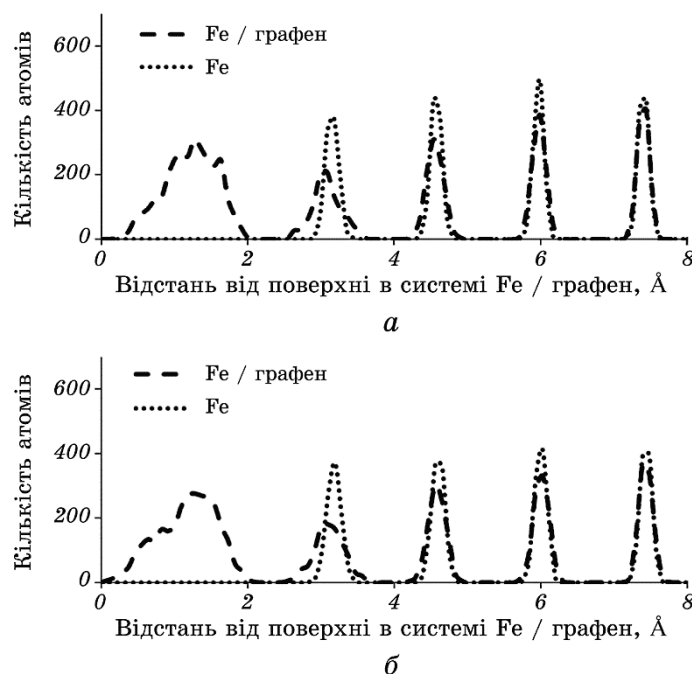 Кількість атомів
600
400
200
0
Fe / графен
Fe
0 2 4 6 8
Відстань від поверхні в системі Fe / графен, Å
а
Кількість атомів
600
400
200
0
Fe / графен
Fe
0 2 4 6 8
Відстань від поверхні в системі Fe / графен, Å
б